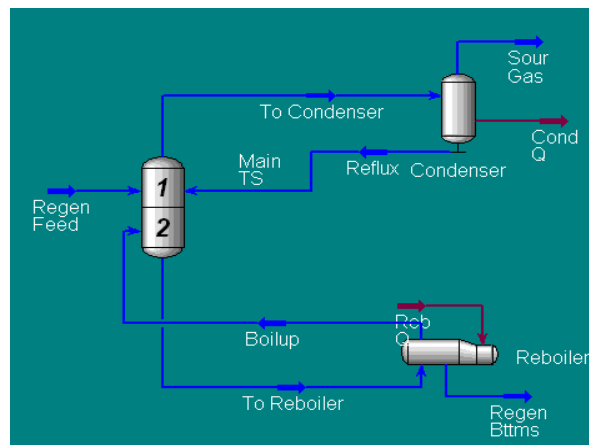 Sour
Gas
To Condenser
Cond
Q
Main
TS
Reflux
Condenser
1
Regen
Feed
2
Reb
Q
Boilup
Reboiler
To Reboiler
Regen
Bttms